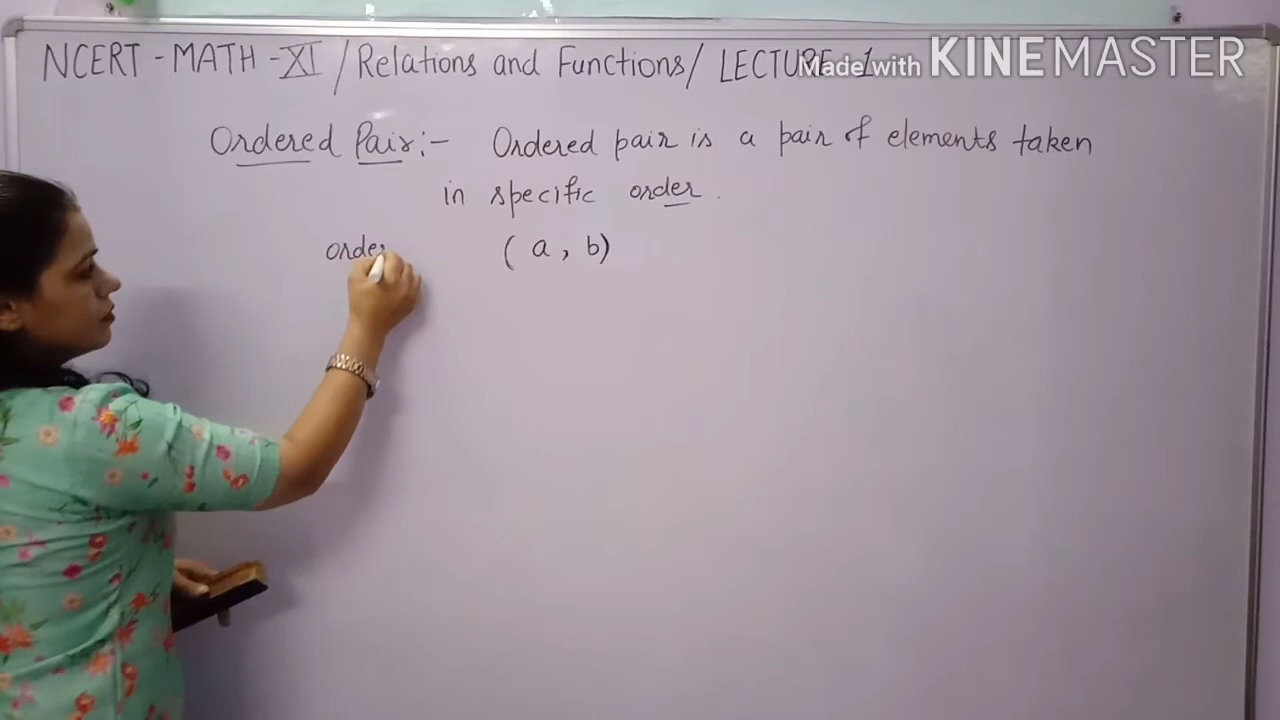 NCERT - MATH - XI / Relations and Functions / LECTURE - 1
Made with KINEMASTER
Ordered Pair :- Ordered pair is a pair of elements taken
in specific order.
orde ( a , b)